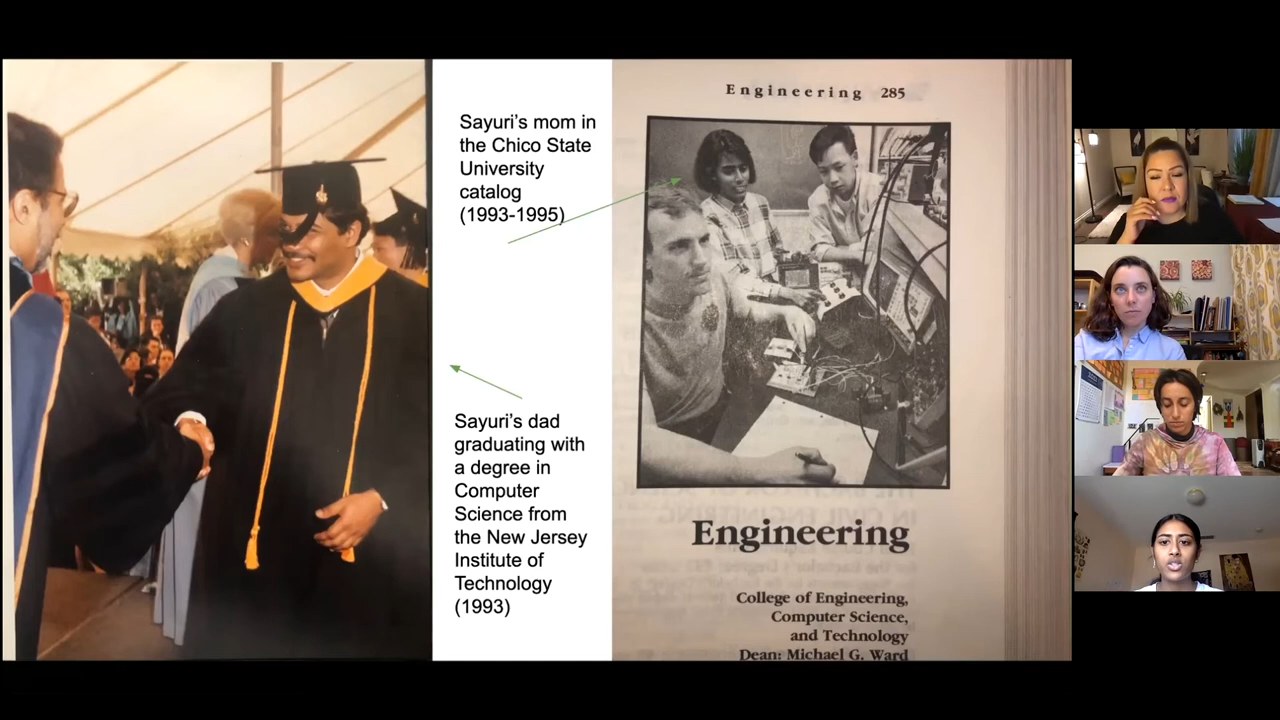 Sayuri's mom in
the Chico State
University
catalog
(1993-1995)
Sayuri's dad
graduating with
a degree in
Computer
Science from
the New Jersey
Institute of
Technology
(1993)
Engineering 285
Engineering
College of Engineering,
Computer Science,
and Technology
Dean: Michael G. Ward